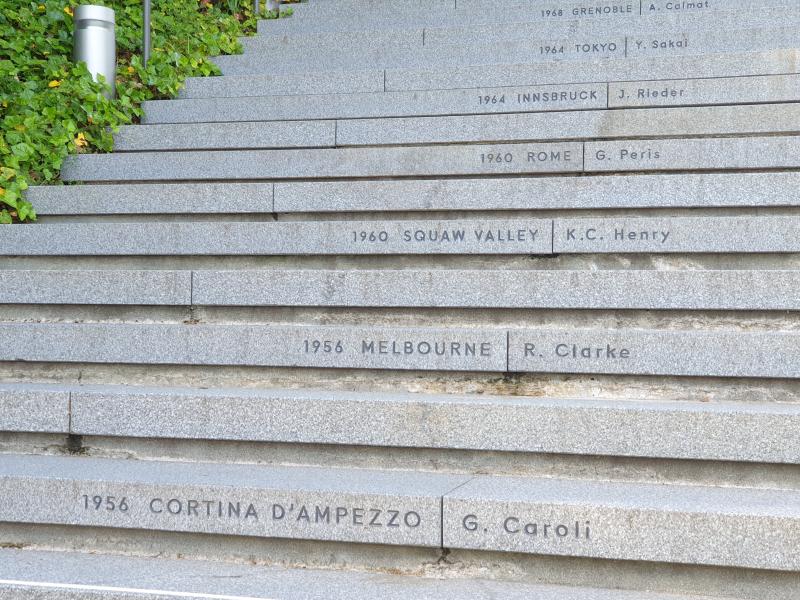 1968 GRENOBLE A. Calmat
1964 TOKYO Y. Sakai
1964 INNSBRUCK J. Rieder
1960 ROME G. Peris
1960 SQUAW VALLEY K.C. Henry
1956 MELBOURNE R. Clarke
1956 CORTINA D'AMPEZZO G. Caroli